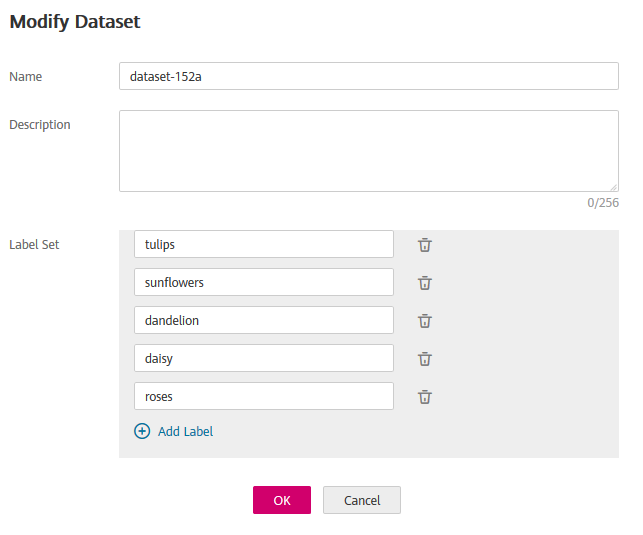 Modify Dataset
Name
dataset-152a
Description
0/256
Label Set
tulips
sunflowers
dandelion
daisy
roses
Add Label
OK Cancel